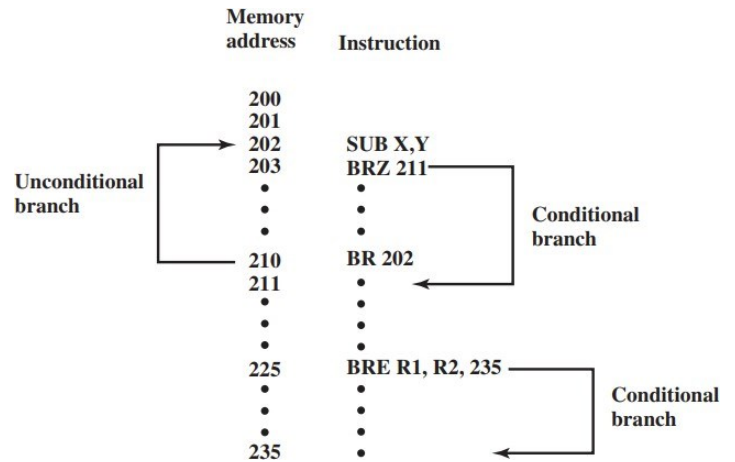 Memory address Instruction
200
201
202 SUB X,Y
203 BRZ 211
Unconditional branch
Conditional branch
210 BR 202
211
225 BRE R1, R2, 235
Conditional branch
235